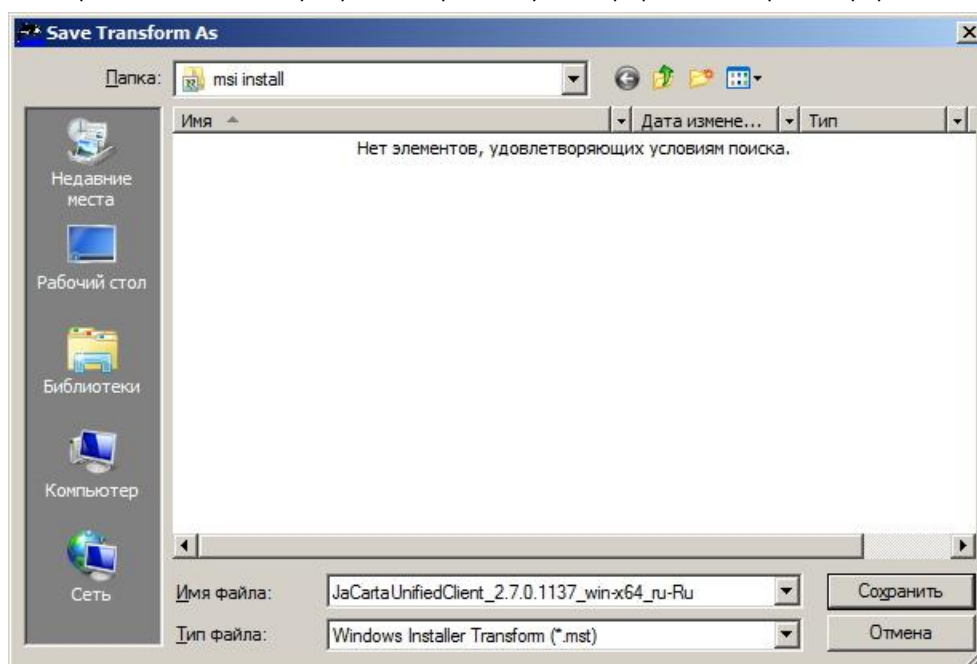 Save Transform As
Папка:
msi install
Имя
Дата измене...
Тип
Нет элементов, удовлетворяющих условиям поиска.
Недавние
места
Рабочий стол
Библиотеки
Компьютер
Сеть
Имя файла:
JaCartaUnifiedClient_2.7.0.1137_win-x64_ru-Ru
Сохранить
Тип файла:
Windows Installer Transform (*.mst)
Отмена